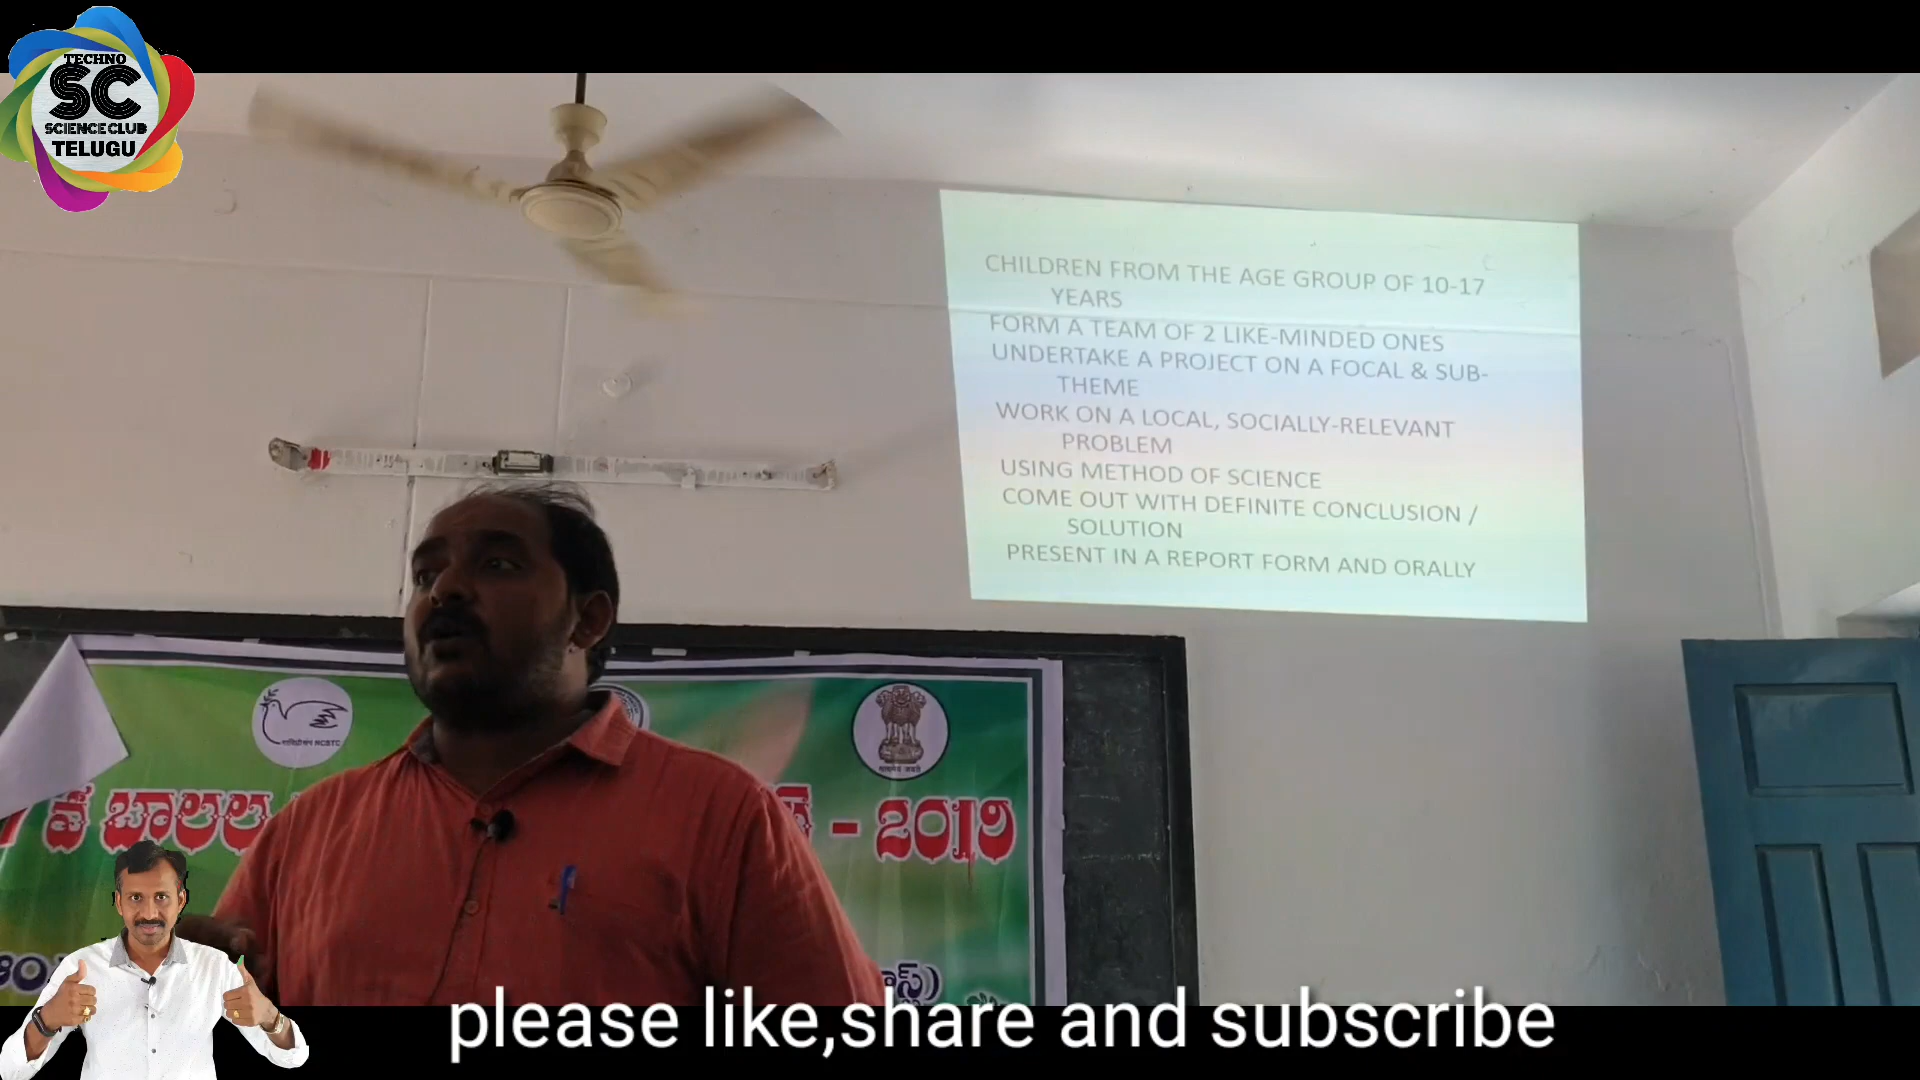 TECHNO
SC
SCIENCE CLUB
TELUGU
CHILDREN FROM THE AGE GROUP OF 10-17
YEARS
FORM A TEAM OF 2 LIKE-MINDED ONES
UNDERTAKE A PROJECT ON A FOCAL & SUB-
THEME
WORK ON A LOCAL, SOCIALLY-RELEVANT
PROBLEM
USING METHOD OF SCIENCE
COME OUT WITH DEFINITE CONCLUSION /
SOLUTION
PRESENT IN A REPORT FORM AND ORALLY
NCSTC
వ బాలల - 2019
please like,share and subscribe